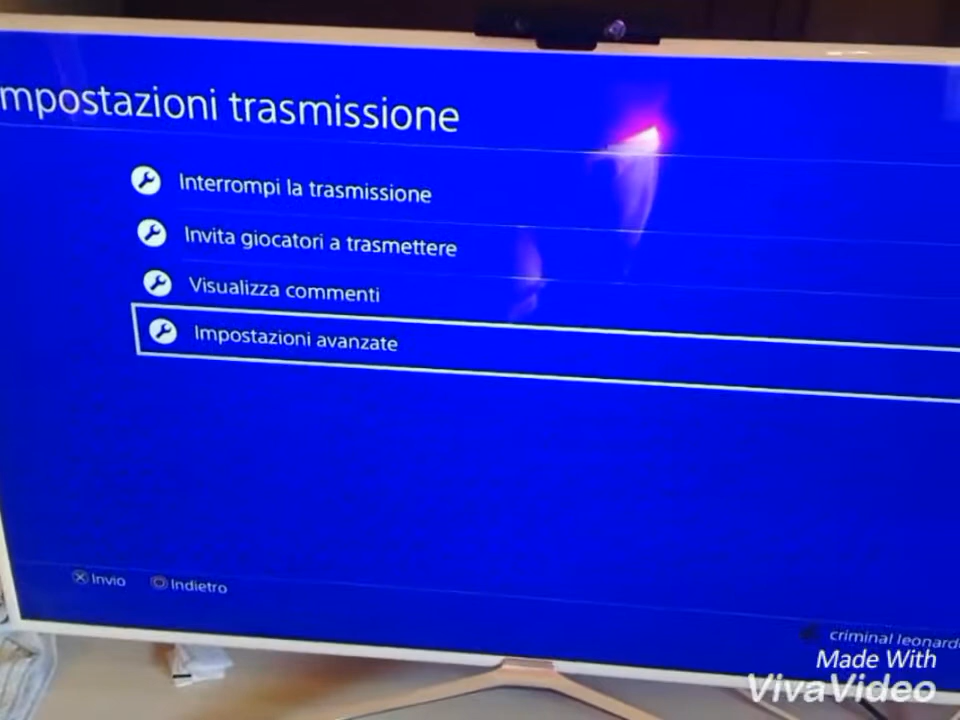 mpostazioni trasmissione
Interrompi la trasmissione
Invita giocatori a trasmettere
Visualizza commenti
Impostazioni avanzate
Invio Indietro
criminal leonard
Made With
VivaVideo